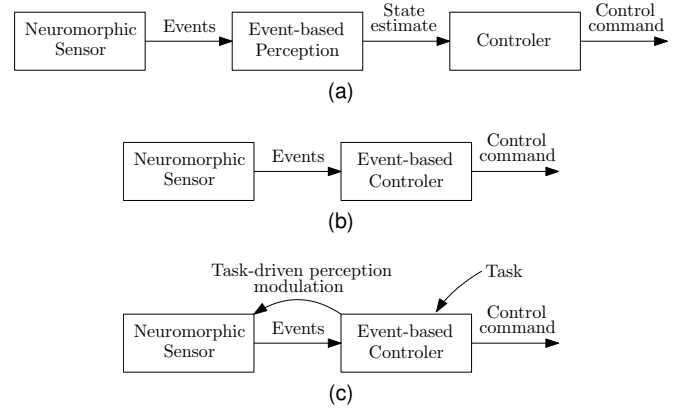 Neuromorphic
Sensor
Events
Event-based
Perception
State
estimate
Controler
Control
command
(a)
Neuromorphic
Sensor
Events
Event-based
Controler
Control
command
(b)
Task-driven perception
modulation
Task
Neuromorphic
Sensor
Events
Event-based
Controler
Control
command
(c)